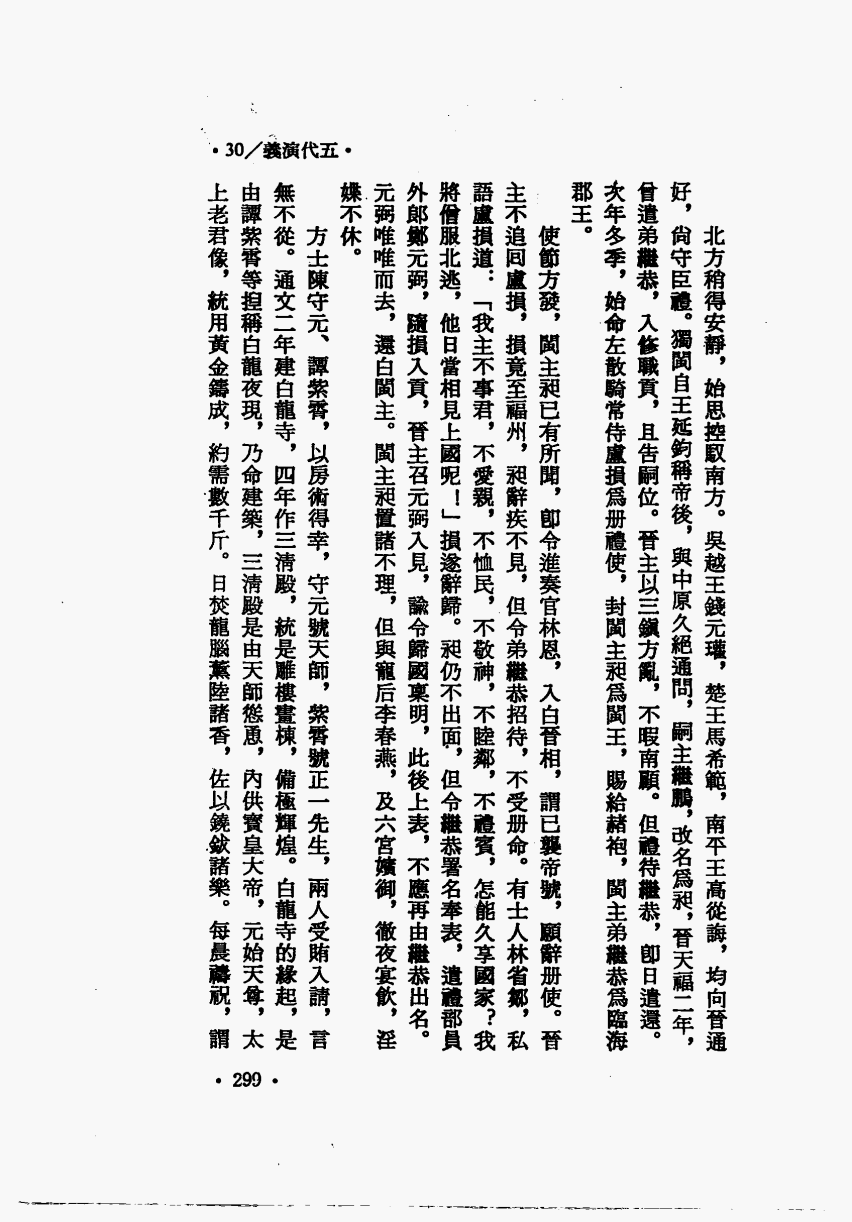 •30／義演代五•
北方稍得安靜，始思控馭南方。吳越王錢元瓘，楚王馬希範，南平王高從誨，均向晉通
好，尙守臣禮。獨閩自王延鈞稱帝後，與中原久絕通問，嗣主繼鵬，改名爲昶，晉天福二年，
曾遣弟繼恭，入修職貢，且告嗣位。晉主以三鎭方亂，不暇南顧。但禮待繼恭，卽日遣還。
次年冬季，始命左散騎常侍盧損爲册禮使，封閩主昶爲閩王，賜給赭袍，閩主弟繼恭爲臨海
郡王。
使節方發，閩主昶已有所聞，卽令進奏官林恩，入白晉相，謂已襲帝號，願辭册使。晉
主不追回盧損，損竟至福州，昶辭疾不見，但令弟繼恭招待，不受册命。有士人林省鄒，私
語盧損道：「我主不事君，不愛親，不恤民，不敬神，不睦鄰，不禮賓，怎能久享國家？我
將僧服北逃，他日當相見上國呢！」損遂辭歸。昶仍不出面，但令繼恭署名奉表，遣禮部員
外郎鄭元弼，隨損入貢，晉主召元弼入見，諭令歸國稟明，此後上表，不應再由繼恭出名。
元弼唯唯而去，還白閩主。閩主昶置諸不理，但與寵后李春燕，及六宮嬪御，徹夜宴飲，淫
媟不休。
方士陳守元、譚紫霄，以房術得幸，守元號天師，紫霄號正一先生，兩人受賄入請，言
無不從。通文二年建白龍寺，四年作三淸殿，統是雕樓畫棟，備極輝煌。白龍寺的緣起，是
由譚紫霄等揑稱白龍夜現，乃命建築，三淸殿是由天師慫恿，內供寶皇大帝，元始天尊，太
上老君像，統用黃金鑄成，約需數千斤。日焚龍腦薰陸諸香，佐以鐃鈸諸樂。每晨禱祝，謂
•299•